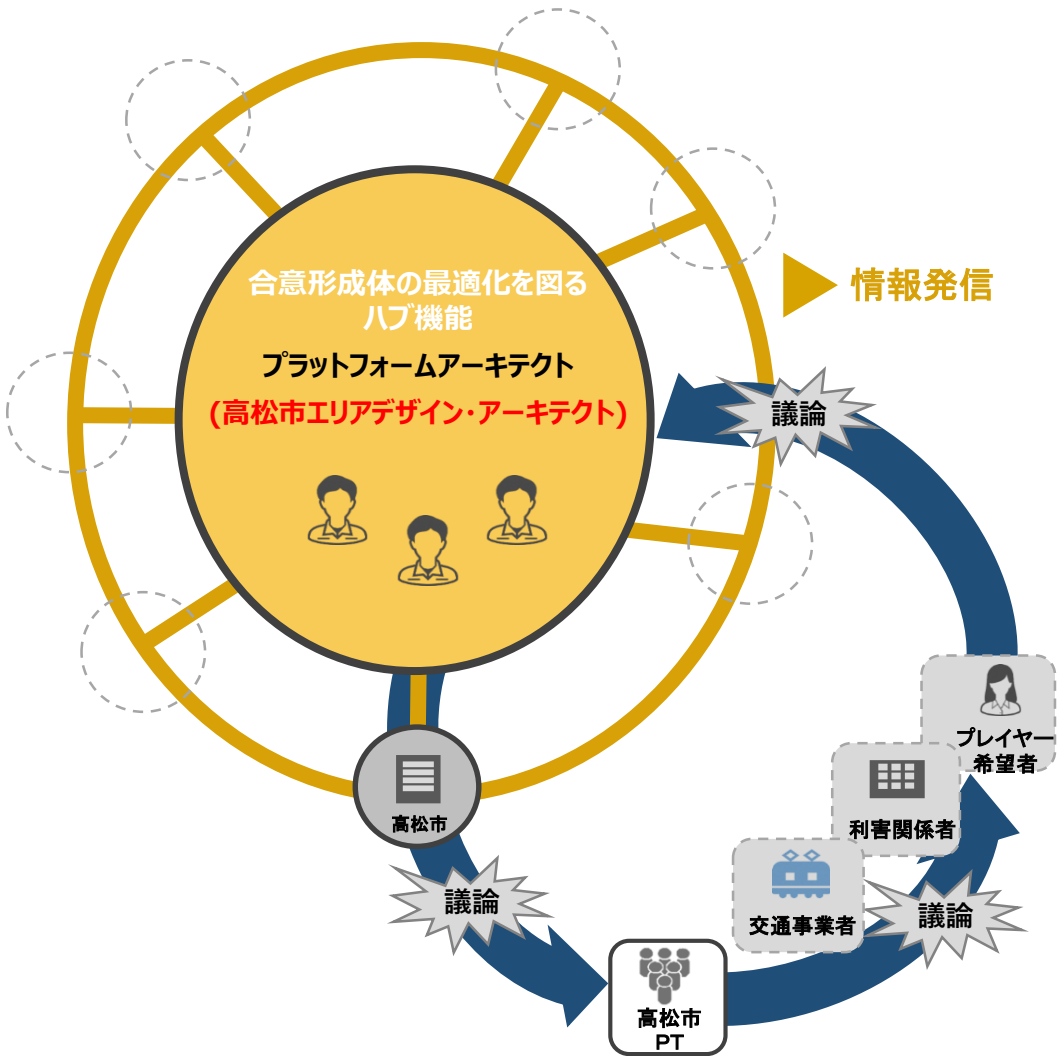 合意形成体の最適化を図る
ハブ機能
プラットフォームアーキテクト
(高松市エリアデザイン・アーキテクト)
情報発信
議論
プレイヤー
希望者
利害関係者
交通事業者
議論
高松市
議論
高松市
PT